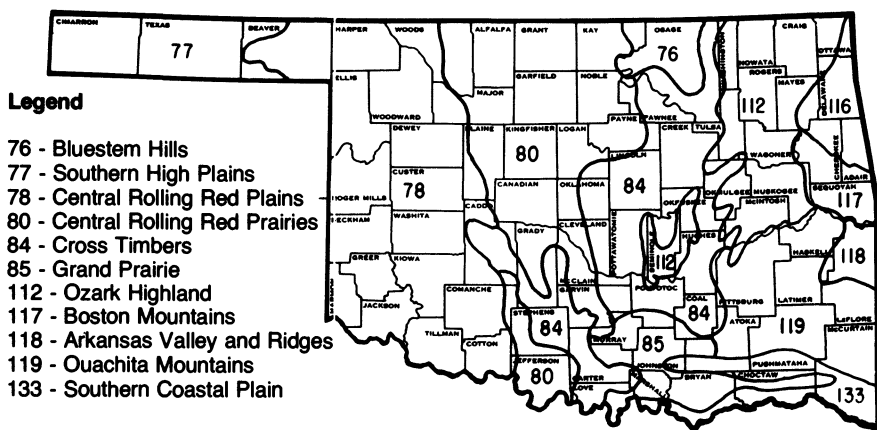 CIMARRON TEXAS BEAVER HARPER WOODS ALFALFA GRANT KAY OSAGE CRAIG
77 76 OTTAWA
NOWATA
ELLIS GARFIELD NOBLE ROGERS
MAYES DELAWARE
MAJOR 112 116
Legend
WOODWARD PAYNE PAWNEE
DEWEY BLAINE KINGFISHER LOGAN CREEK TULSA
76 - Bluestem Hills
77 - Southern High Plains
78 - Central Rolling Red Plains
80 - Central Rolling Red Prairies
84 - Cross Timbers
85 - Grand Prairie
112 - Ozark Highland
117 - Boston Mountains
118 - Arkansas Valley and Ridges
119 - Ouachita Mountains
133 - Southern Coastal Plain
80 LINCOLN WAGONER CHEROKEE
CUSTER ADAIR
78 CANADIAN OKLAHOMA 84 OKMULGEE MUSKOGEE SEQUOYAH
ROGER MILLS OKFUSKEE McINTOSH 117
CADDO
BECKHAM WASHITA GRADY CLEVELAND POTTAWATOMIE SEMINOLE HUGHES
GREER KIOWA 112 HASKELL 118
McCLAIN
COMANCHE GARVIN PONTOTOC
JACKSON STEPHENS COAL PITTSBURG LATIMER
84 84 LEFLORE
TILLMAN COTTON MURRAY 85 ATOKA 119 McCURTAIN
JEFFERSON JOHNSTON PUSHMATAHA
80 CARTER MARSHALL BRYAN CHOCTAW
LOVE 133